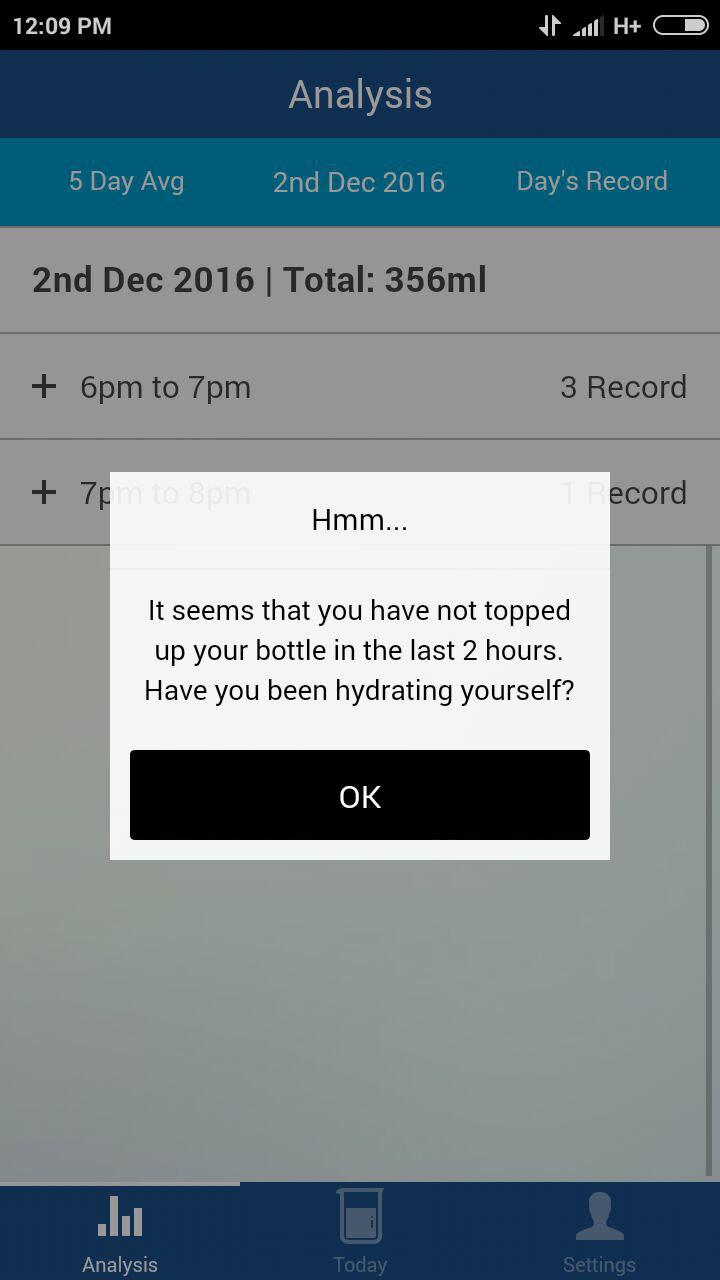 12:09 PM H+
Analysis
5 Day Avg 2nd Dec 2016 Day's Record
2nd Dec 2016 | Total: 356ml
+ 6pm to 7pm 3 Record
+ 7pm to 8pm 1 Record
Hmm...
It seems that you have not topped
up your bottle in the last 2 hours.
Have you been hydrating yourself?
OK
Analysis Today Settings